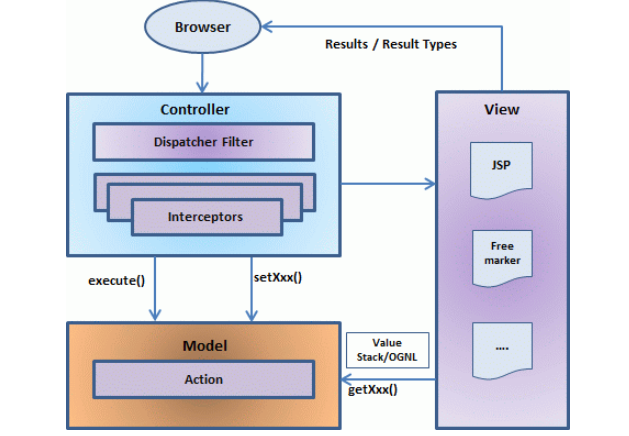 Browser
Results / Result Types
Controller
Dispatcher Filter
Interceptors
View
JSP
Free
marker
....
execute()
setXxx()
Model
Action
Value
Stack/OGNL
getXxx()